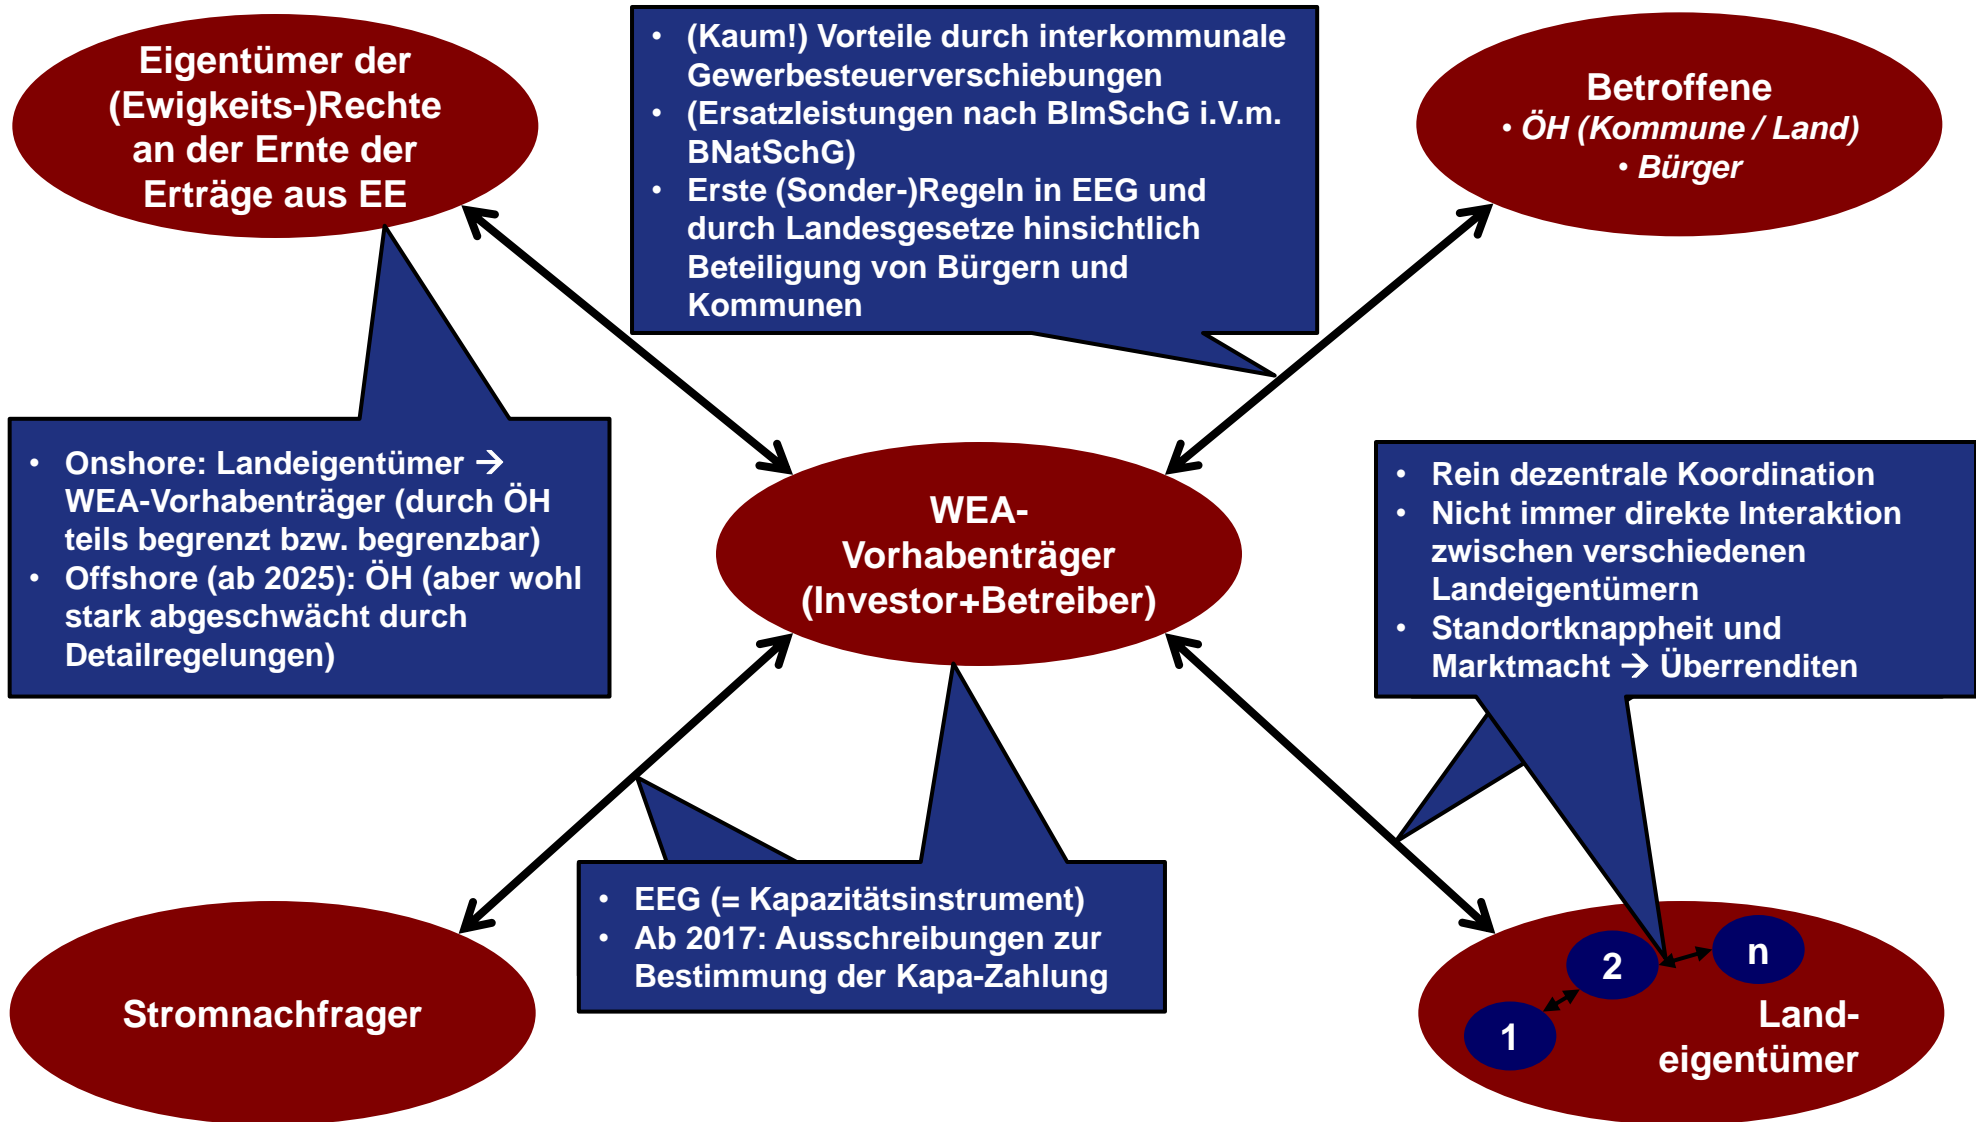 Eigentümer der
(Ewigkeits-)Rechte
an der Ernte der
Erträge aus EE
• (Kaum!) Vorteile durch interkommunale
Gewerbesteuerverschiebungen
• (Ersatzleistungen nach BImSchG i.V.m.
BNatSchG)
• Erste (Sonder-)Regeln in EEG und
durch Landesgesetze hinsichtlich
Beteiligung von Bürgern und
Kommunen
Betroffene
• ÖH (Kommune / Land)
• Bürger
• Onshore: Landeigentümer →
WEA-Vorhabenträger (durch ÖH
teils begrenzt bzw. begrenzbar)
• Offshore (ab 2025): ÖH (aber wohl
stark abgeschwächt durch
Detailregelungen)
WEA-
Vorhabenträger
(Investor+Betreiber)
• Rein dezentrale Koordination
• Nicht immer direkte Interaktion
zwischen verschiedenen
Landeigentümern
• Standortknappheit und
Marktmacht → Überrenditen
Stromnachfrager
• EEG (= Kapazitätsinstrument)
• Ab 2017: Ausschreibungen zur
Bestimmung der Kapa-Zahlung
1
2
n
Land-
eigentümer